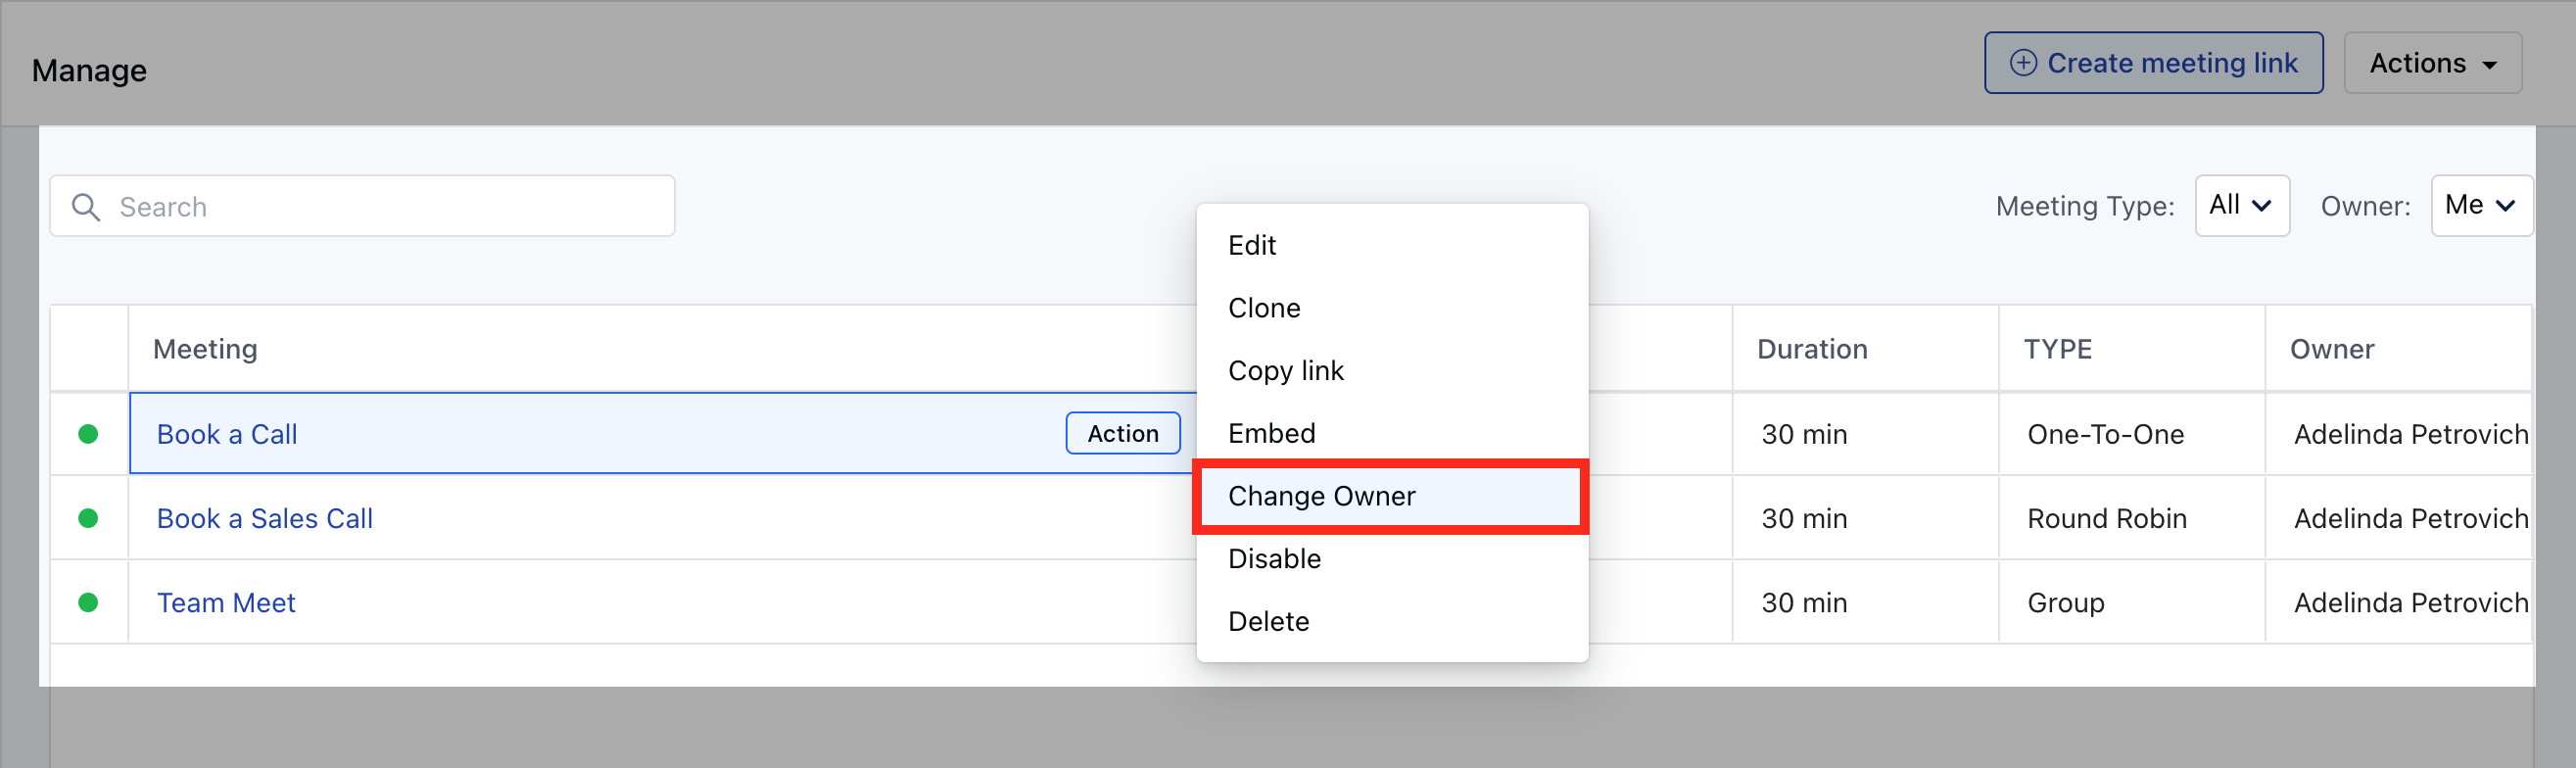 Manage
Create meeting link
Actions
Search
Meeting Type: All
Owner: Me
Edit
Clone
Copy link
Embed
Change Owner
Disable
Delete
Meeting Duration TYPE Owner
Book a Call Action 30 min One-To-One Adelinda Petrovich
Book a Sales Call 30 min Round Robin Adelinda Petrovich
Team Meet 30 min Group Adelinda Petrovich